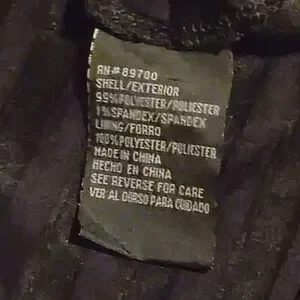 RN#89700
SHELL/EXTERIOR
99%POLYESTER/POLIESTER
1%SPANDEX/SPANDEX
LINING/FORRO
100%POLYESTER/POLIESTER
MADE IN CHINA
HECHO EN CHINA
SEE REVERSE FOR CARE
VER AL DORSO PARA CUIDADO